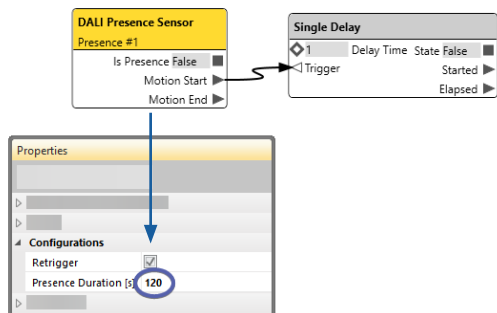 DALI Presence Sensor
Presence #1
Is Presence False
Motion Start
Motion End
Single Delay
1 Delay Time State False
Trigger Started
Elapsed
Properties
Configurations
Retrigger
Presence Duration [s] 120